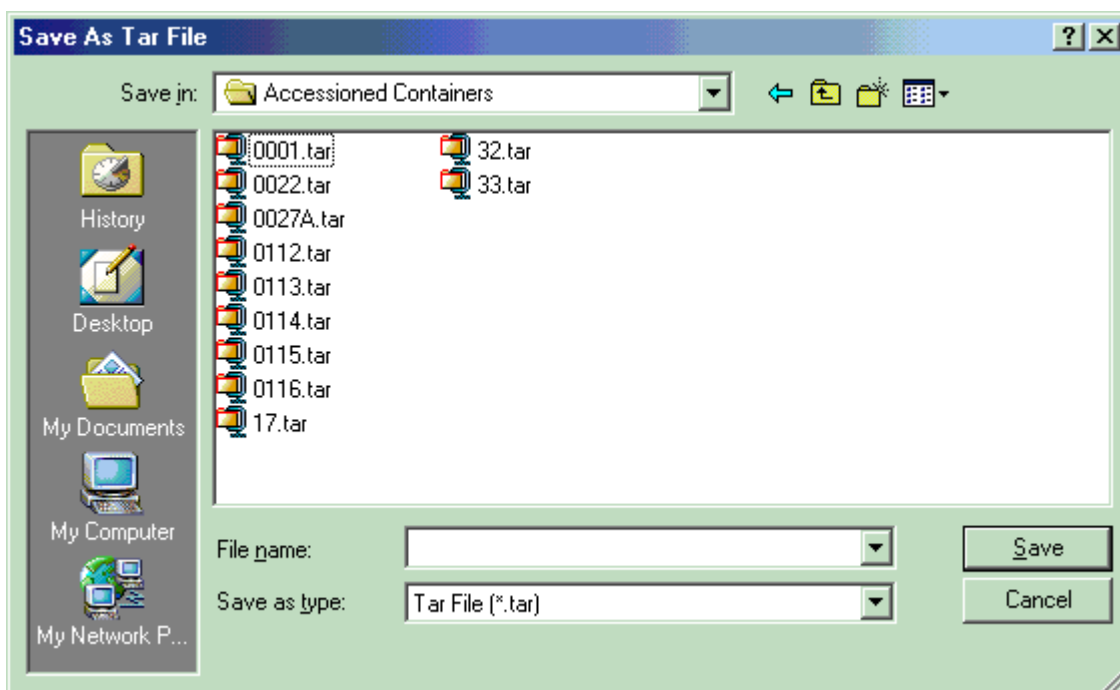 Save As Tar File
Save in: Accessioned Containers
History
Desktop
My Documents
My Computer
My Network P...
0001.tar
0022.tar
0027A.tar
0112.tar
0113.tar
0114.tar
0115.tar
0116.tar
17.tar
32.tar
33.tar
File name:
Save
Save as type: Tar File (*.tar)
Cancel